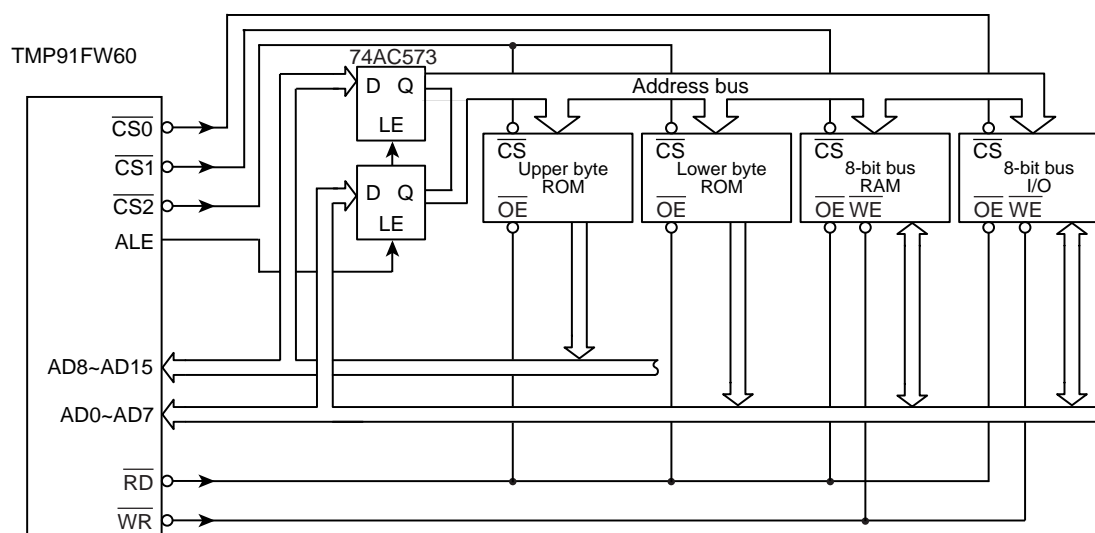 TMP91FW60
CS0
CS1
CS2
ALE
AD8~AD15
AD0~AD7
RD
WR
74AC573
D Q
LE
D Q
LE
Address bus
CS
Upper byte
ROM
OE
CS
Lower byte
ROM
OE
CS
8-bit bus
RAM
OE WE
CS
8-bit bus
I/O
OE WE